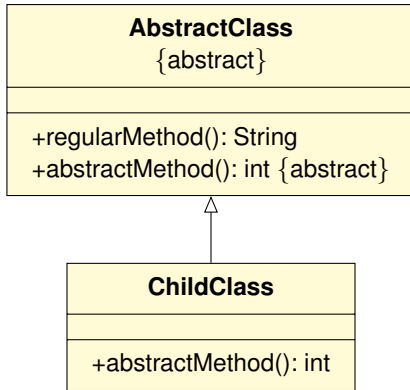 AbstractClass
{abstract}
+regularMethod(): String
+abstractMethod(): int {abstract}
ChildClass
+abstractMethod(): int